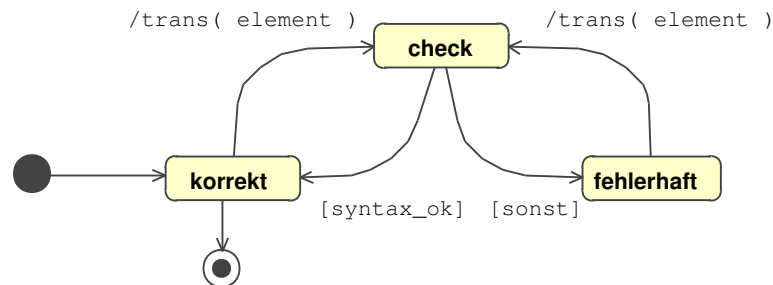 /trans( element )
/trans( element )
check
korrekt
fehlerhaft
[syntax_ok]
[sonst]